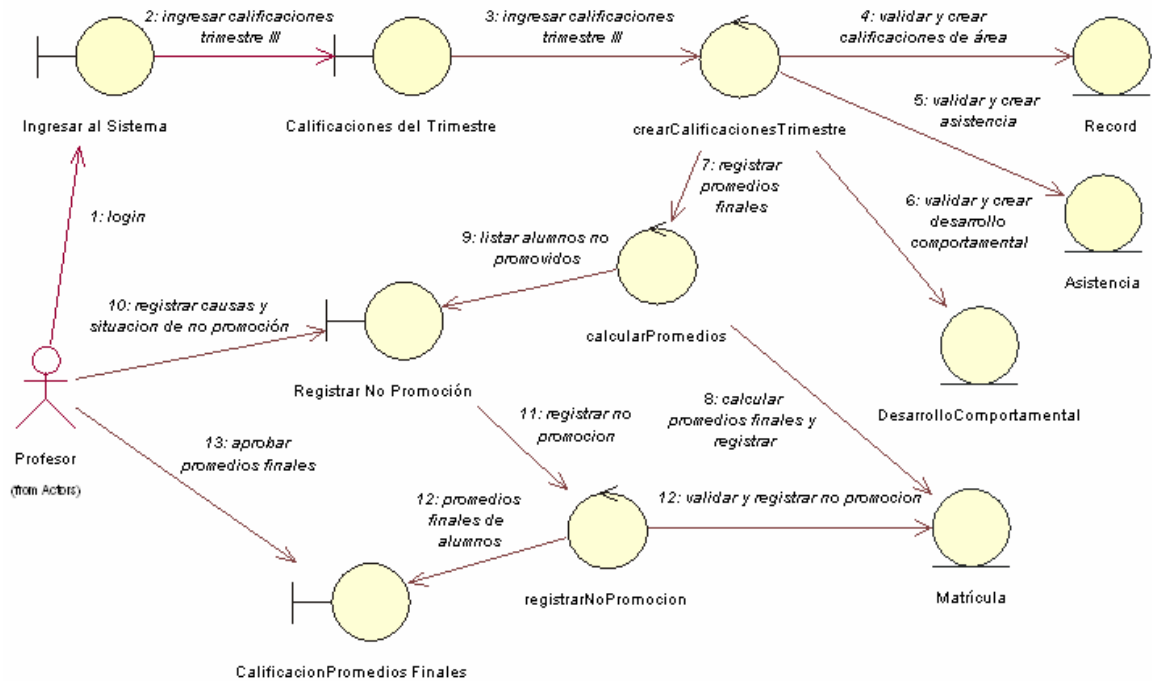 2: ingresar calificaciones
trimestre III
3: ingresar calificaciones
trimestre III
4: validar y crear
calificaciones de área
Ingresar al Sistema
Calificaciones del Trimestre
crearCalificacionesTrimestre
Record
5: validar y crear
asistencia
1: login
7: registrar
promedios
finales
6: validar y crear
desarrollo
comportamental
Asistencia
9: listar alumnos no
promovidos
10: registrar causas y
situacion de no promoción
calcularPromedios
Registrar No Promoción
DesarrolloComportamental
8: calcular
promedios finales y
registrar
11: registrar no
promocion
Profesor
(from Actors)
13: aprobar
promedios finales
12: promedios
finales de
alumnos
12: validar y registrar no promocion
registrarNoPromocion
Matrícula
CalificacionPromedios Finales